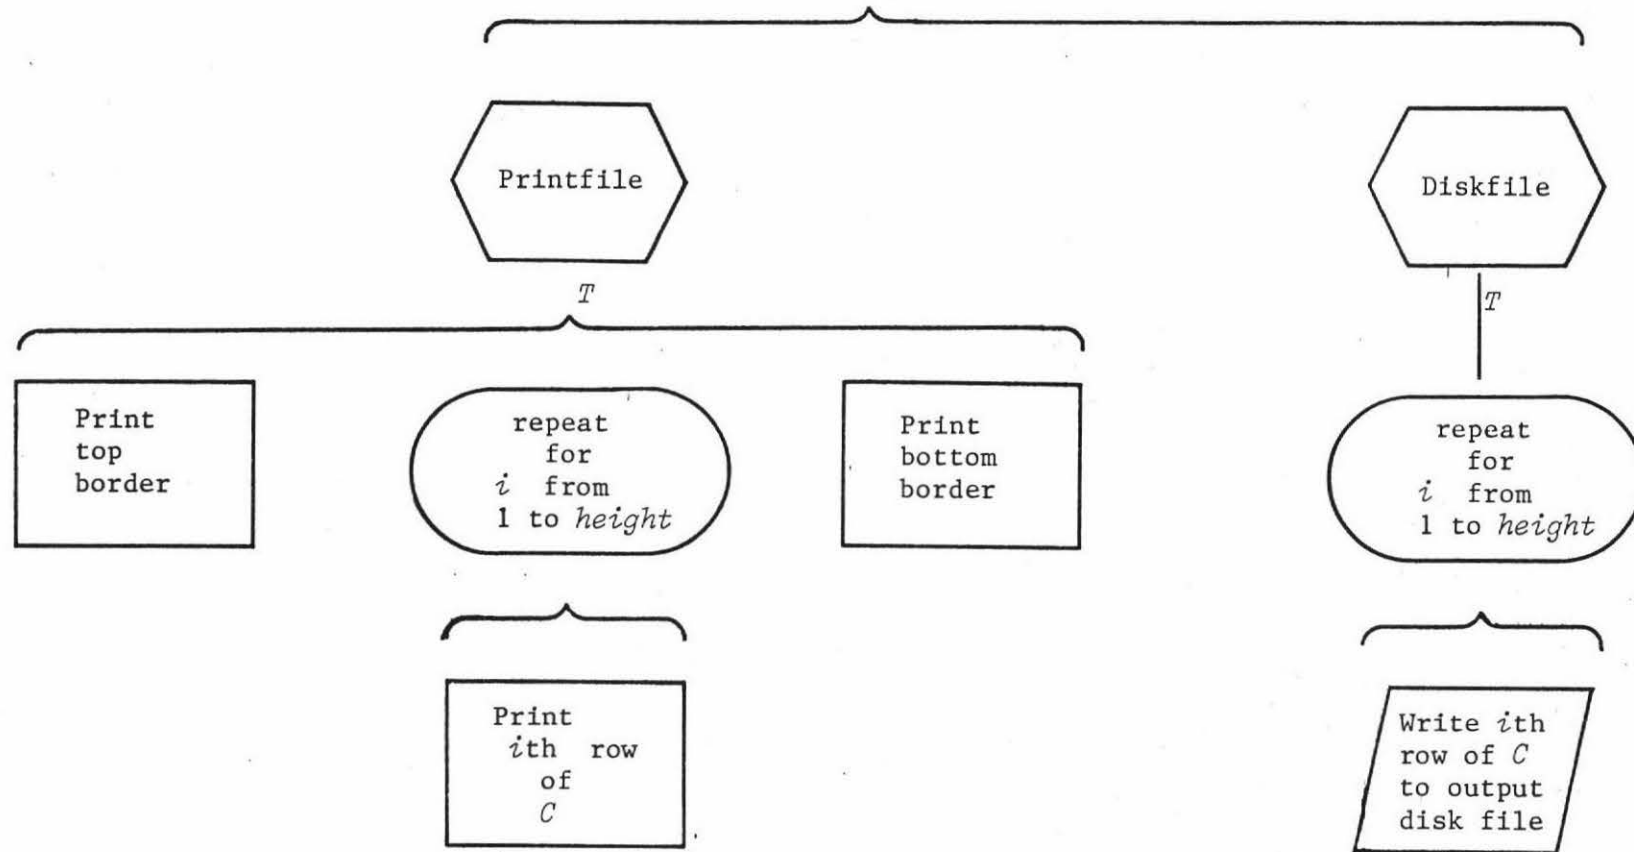 Printfile
Diskfile
T
T
Print
top
border
repeat
for
i from
1 to height
Print
bottom
border
repeat
for
i from
1 to height
Print
ith row
of
C
Write ith
row of C
to output
disk file